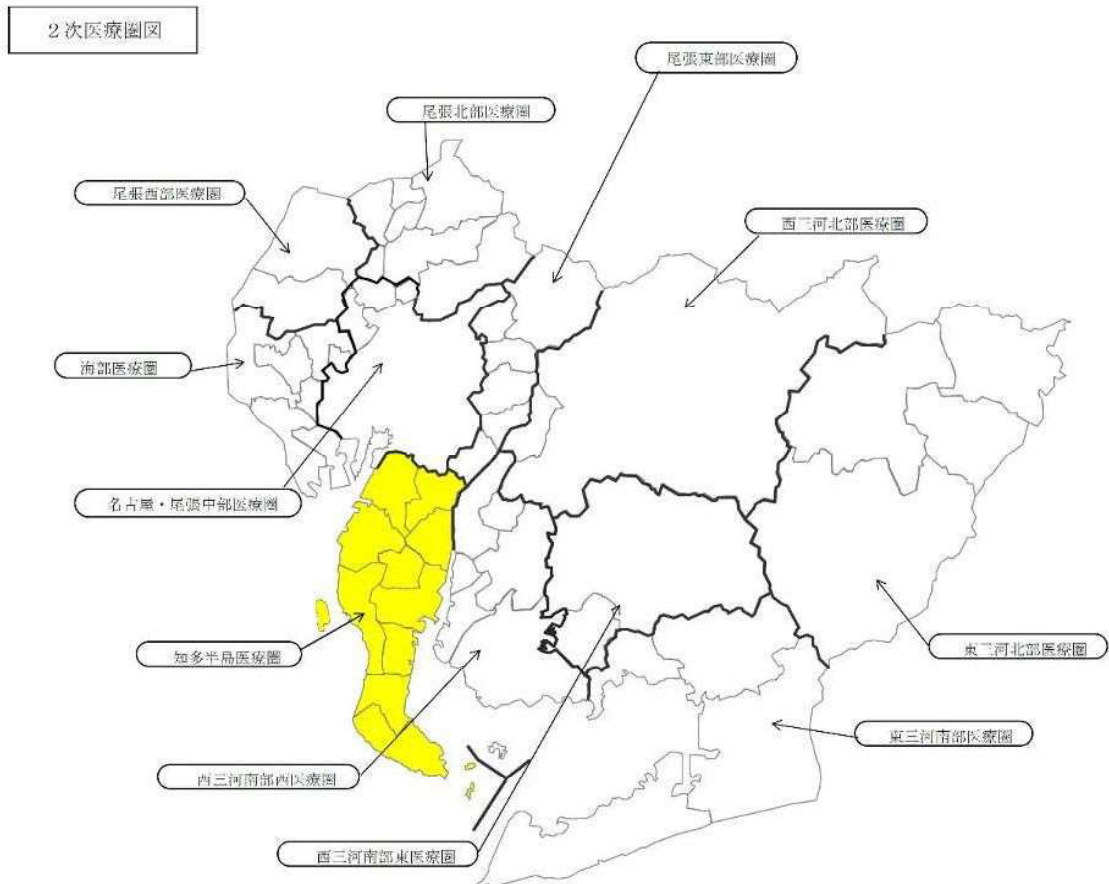 2次医療圏図
尾張東部医療圏
尾張北部医療圏
尾張西部医療圏
西三河北部医療圏
海部医療圏
名古屋・尾張中部医療圏
知多半島医療圏
東三河北部医療圏
東三河南部医療圏
西三河南部西医療圏
西三河南部東医療圏